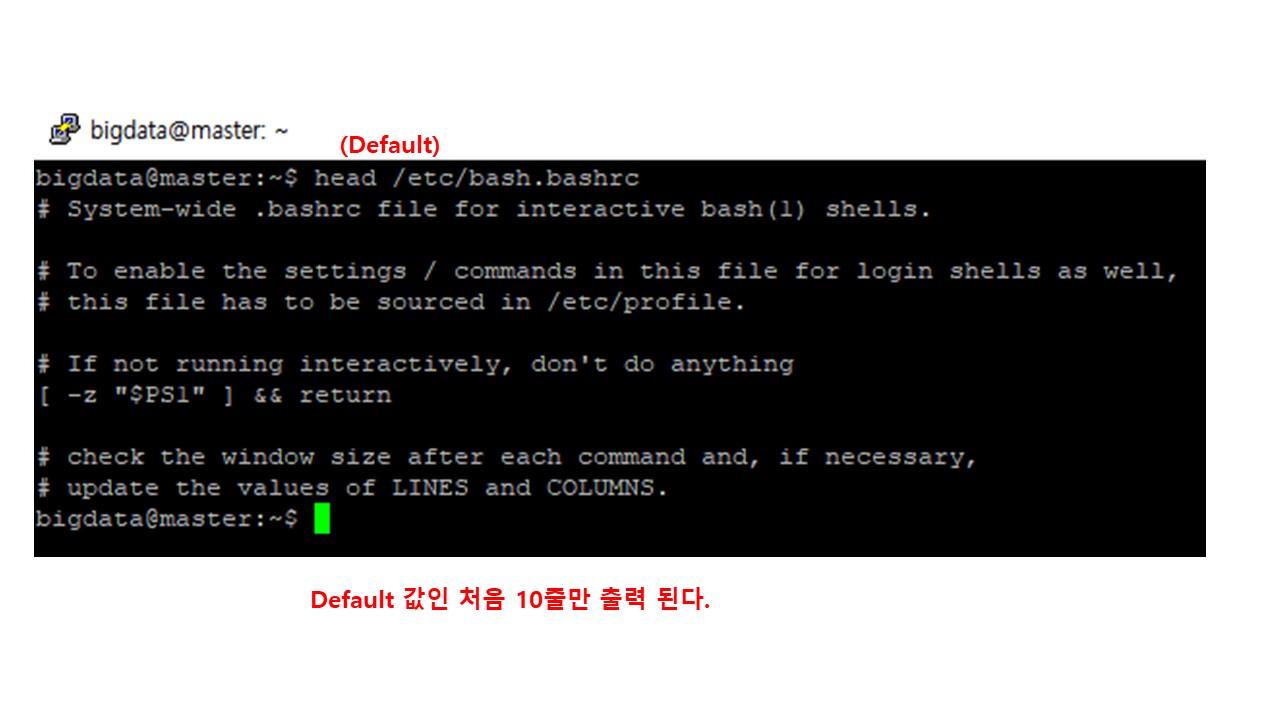 bigdata@master: ~
(Default)
bigdata@master:~$ head /etc/bash.bashrc
# System-wide .bashrc file for interactive bash(1) shells.
# To enable the settings / commands in this file for login shells as well,
# this file has to be sourced in /etc/profile.
# If not running interactively, don't do anything
[ -z "$PS1" ] && return
# check the window size after each command and, if necessary,
# update the values of LINES and COLUMNS.
bigdata@master:~$
Default 값인 처음 10줄만 출력 된다.